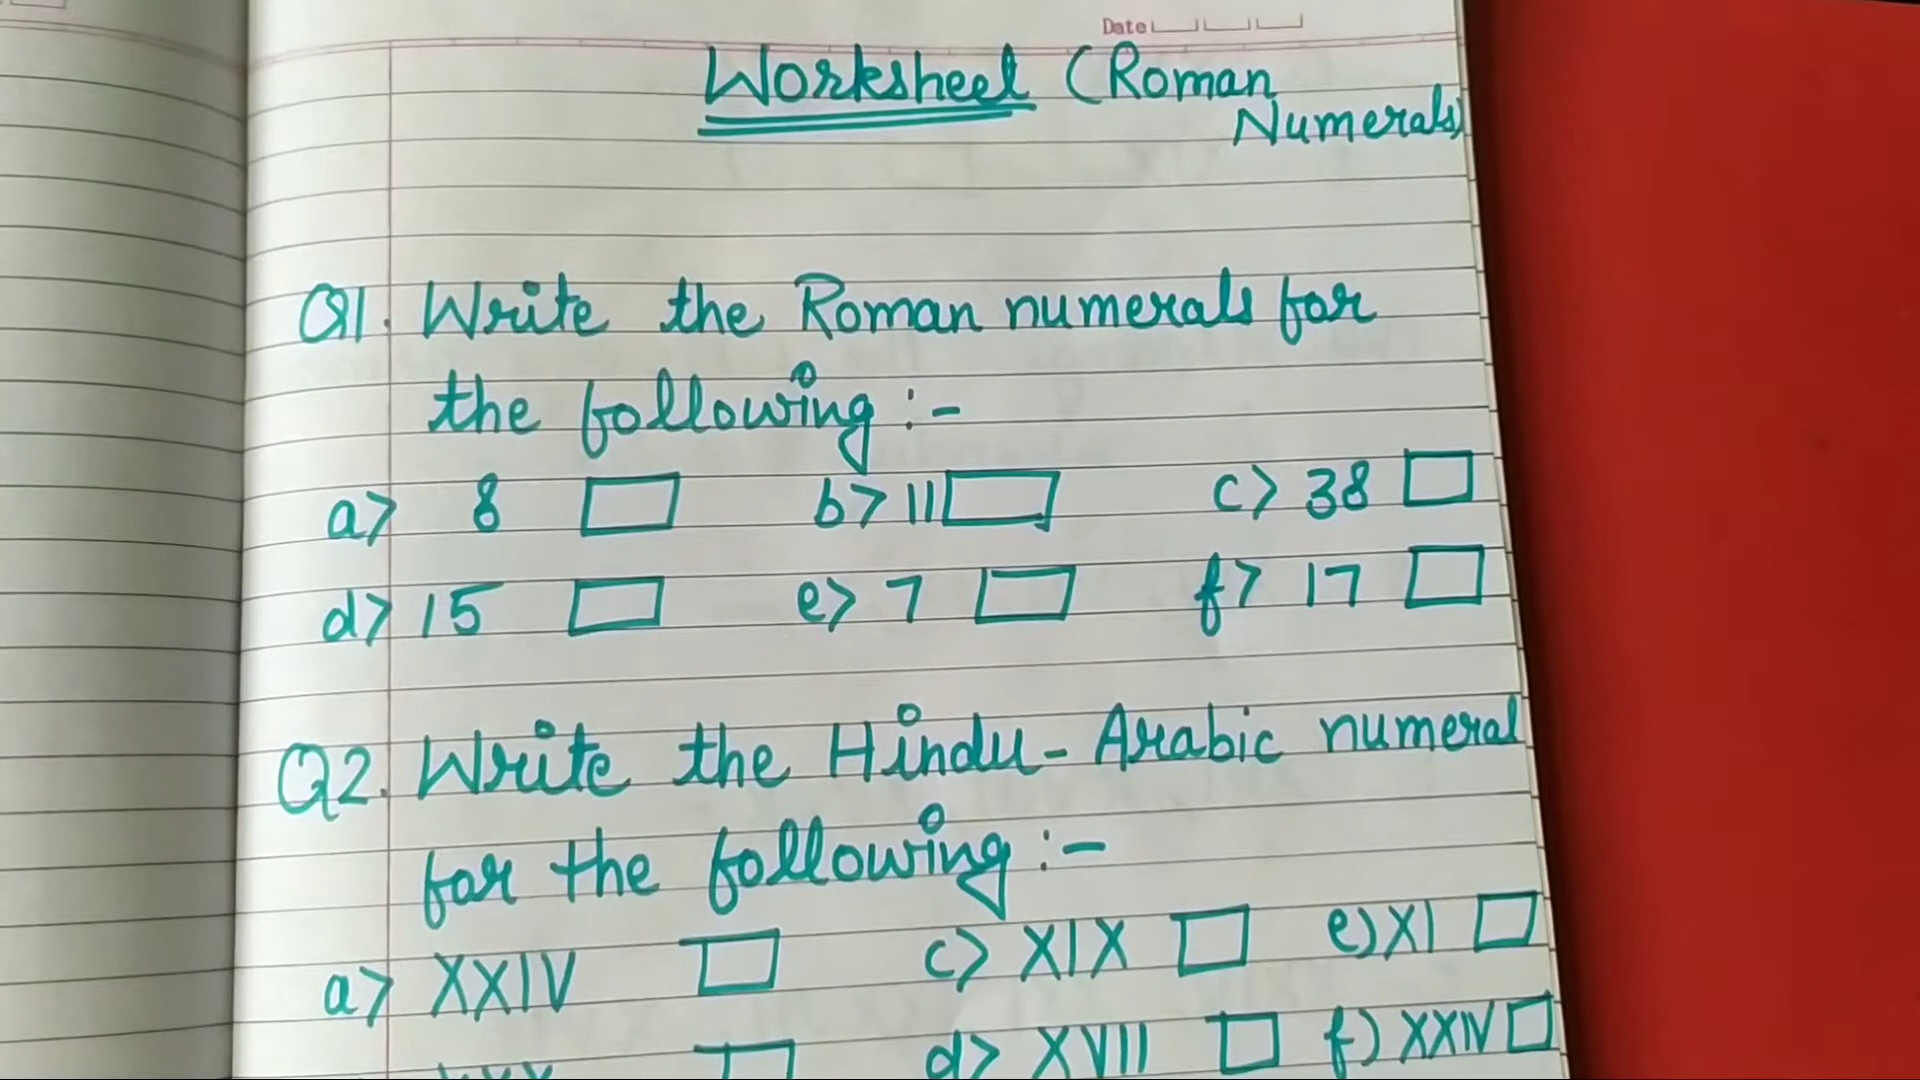 Date
Worksheet (Roman
Numerals)
Q1. Write the Roman numerals for
the following :-
a> 8 b> 11 c> 38
d> 15 e> 7 f> 17
Q2. Write the Hindu-Arabic numeral
for the following :-
a> XXIV c> XIX e) XI
d> XVII f) XXIV